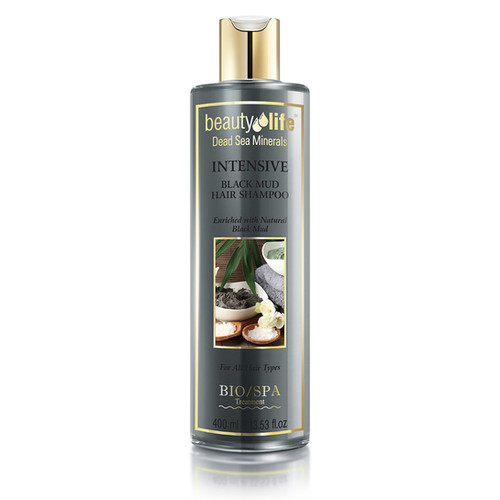 beauty life®
Dead Sea Minerals
INTENSIVE
BLACK MUD
HAIR SHAMPOO
Enriched with Natural
Black Mud
For All Hair Types
BIO/SPA
Treatment
400 ml fl.oz